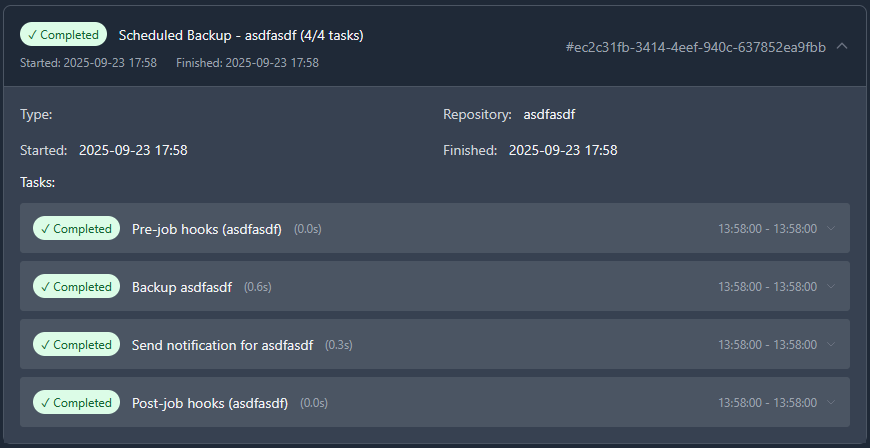 ✓ Completed Scheduled Backup - asdfasdf (4/4 tasks)
#ec2c31fb-3414-4eef-940c-637852ea9fbb
Started: 2025-09-23 17:58 Finished: 2025-09-23 17:58
Type: Repository: asdfasdf
Started: 2025-09-23 17:58 Finished: 2025-09-23 17:58
Tasks:
✓ Completed Pre-job hooks (asdfasdf) (0.0s) 13:58:00 - 13:58:00
✓ Completed Backup asdfasdf (0.6s) 13:58:00 - 13:58:00
✓ Completed Send notification for asdfasdf (0.3s) 13:58:00 - 13:58:00
✓ Completed Post-job hooks (asdfasdf) (0.0s) 13:58:00 - 13:58:00